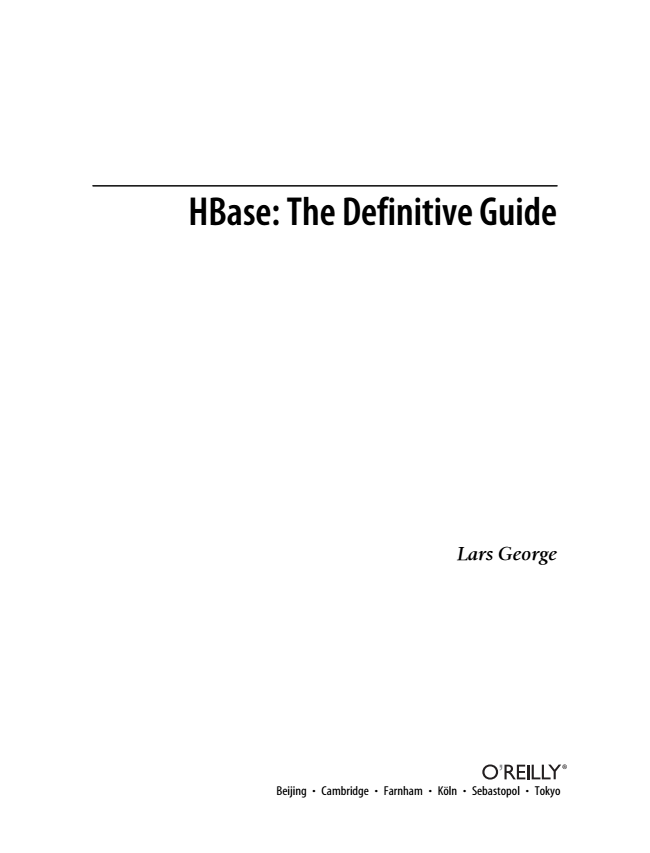 HBase: The Definitive Guide
Lars George
O'REILLY®
Beijing • Cambridge • Farnham • Köln • Sebastopol • Tokyo